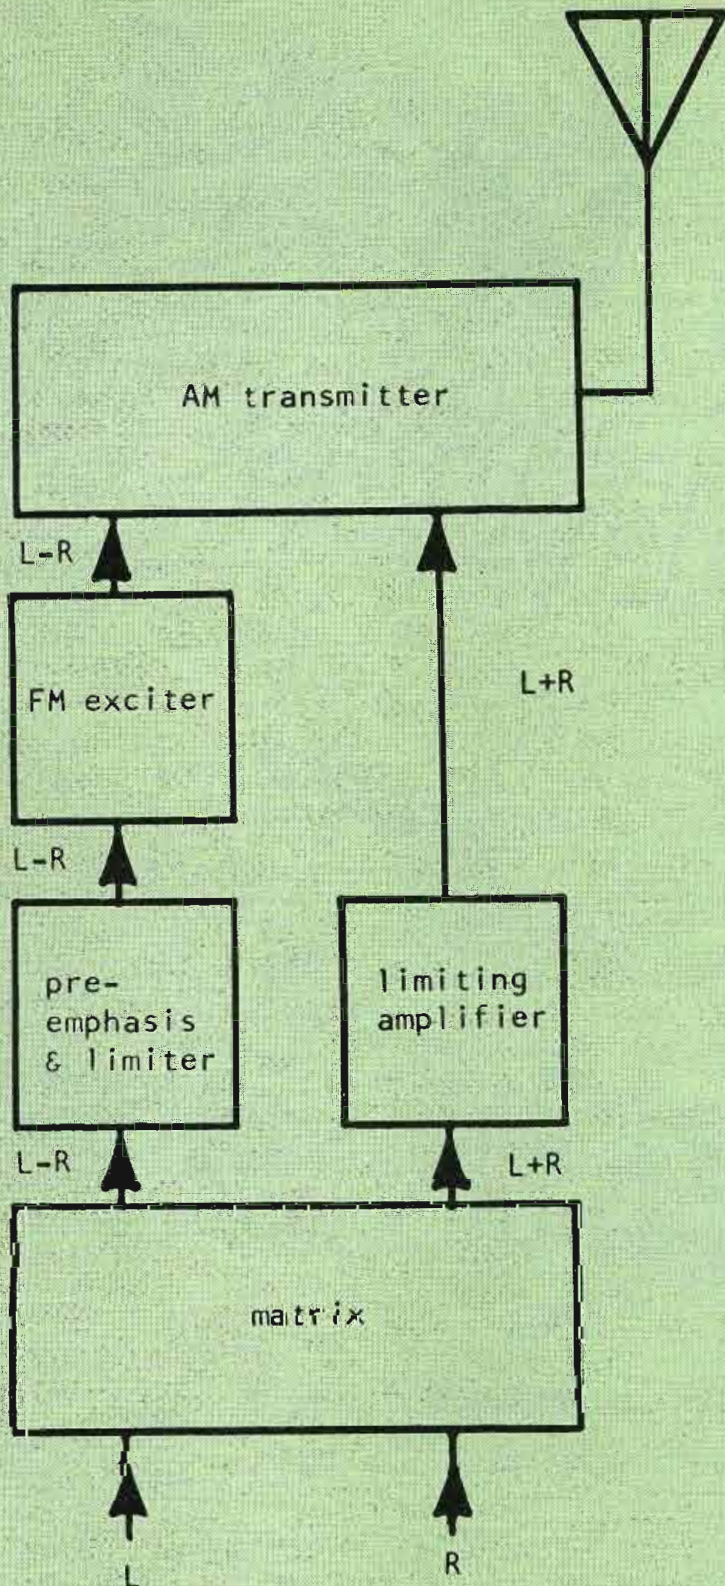 AM transmitter
L-R
FM exciter
L+R
L-R
pre-
emphasis
& limiter
limiting
amplifier
L-R
L+R
matrix
L
R